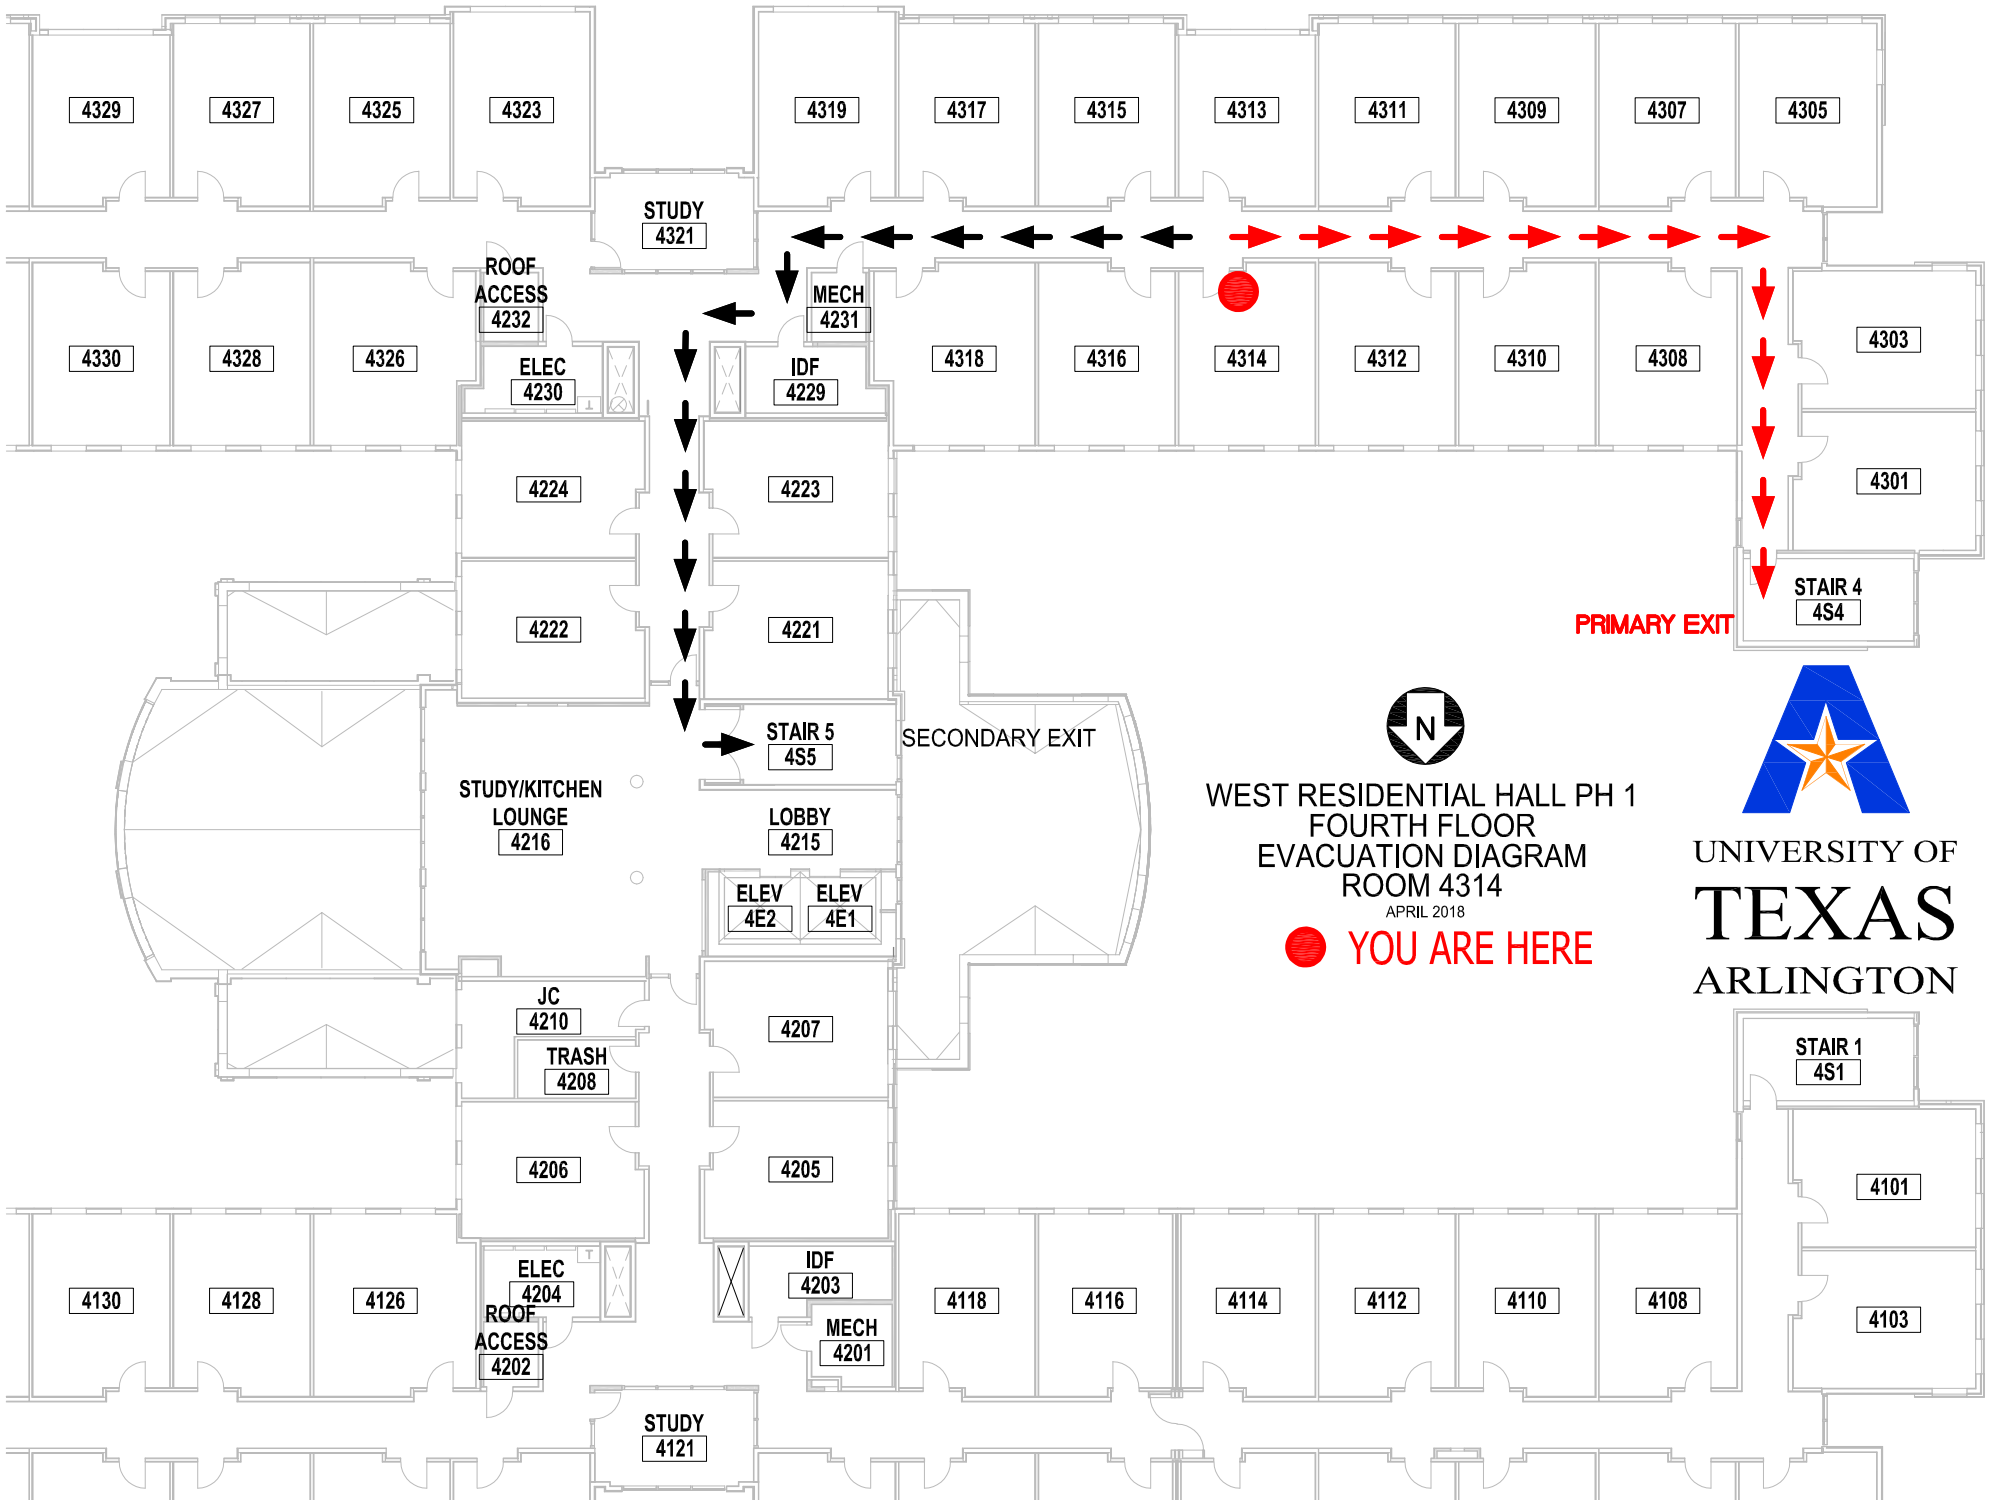 4329
4327
4325
4323
4319
4317
4315
4313
4311
4309
4307
4305
STUDY
4321
ROOF
ACCESS
4232
MECH
4231
4330
4328
4326
ELEC
4230
IDF
4229
4318
4316
4314
4312
4310
4308
4303
4301
4224
4223
4222
4221
STAIR 4
4S4
PRIMARY EXIT
STAIR 5
4S5
SECONDARY EXIT
N
STUDY/KITCHEN
LOUNGE
4216
LOBBY
4215
ELEV
4E2
ELEV
4E1
WEST RESIDENTIAL HALL PH 1
FOURTH FLOOR
EVACUATION DIAGRAM
ROOM 4314
APRIL 2018
YOU ARE HERE
UNIVERSITY OF
TEXAS
ARLINGTON
JC
4210
TRASH
4208
4207
4206
4205
STAIR 1
4S1
4101
4103
ELEC
4204
T
IDF
4203
ROOF
ACCESS
4202
MECH
4201
4130
4128
4126
4118
4116
4114
4112
4110
4108
STUDY
4121